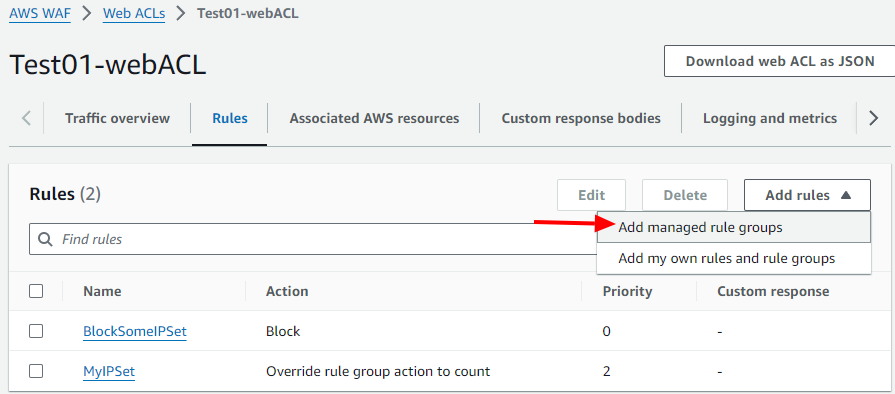 AWS WAF > Web ACLs > Test01-webACL
Test01-webACL
Download web ACL as JSON
Traffic overview Rules Associated AWS resources Custom response bodies Logging and metrics
Rules (2) Edit Delete Add rules
Find rules
Add managed rule groups
Add my own rules and rule groups
Name Action Priority Custom response
BlockSomeIPSet Block 0 -
MyIPSet Override rule group action to count 2 -